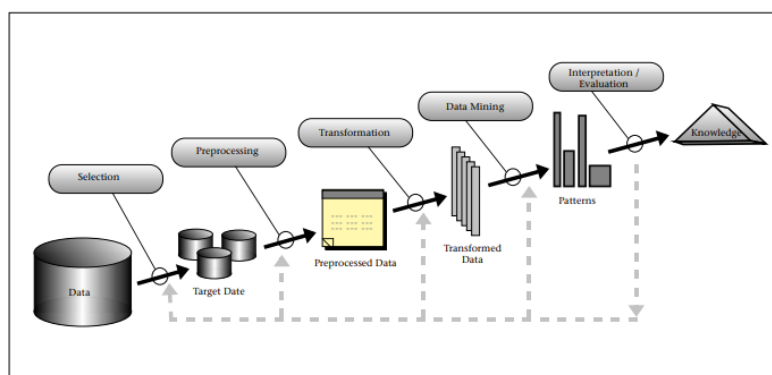 Interpretation /
Evaluation
Data Mining
Knowledge
Transformation
Preprocessing
Selection
Patterns
Transformed
Data
Preprocessed Data
Target Date
Data